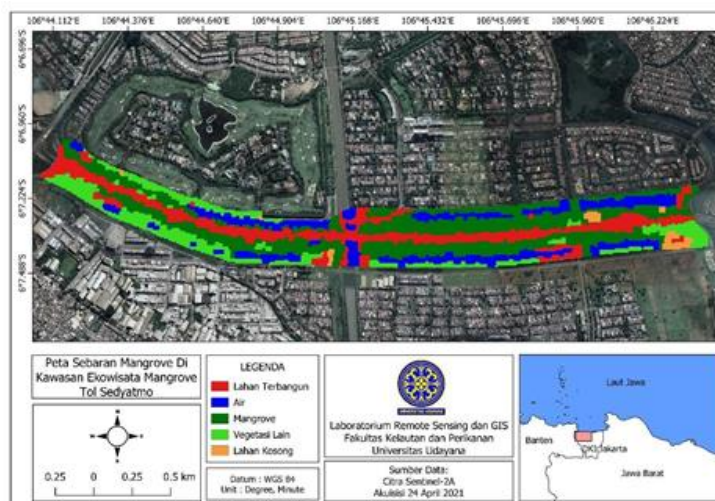 106°44.112'E 106°44.376'E 106°44.640'E 106°44.904'E 106°45.168'E 106°45.432'E 106°45.696'E 106°45.960'E 106°46.224'E
6°6.696'S
6°6.960'S
6°7.224'S
6°7.488'S
Peta Sebaran Mangrove Di
Kawasan Ekowisata Mangrove
Tol Sedyatmo
0.25 0 0.25 0.5 km
LEGENDA
Lahan Terbangun
Air
Mangrove
Vegetasi Lain
Lahan Kosong
Datum : WGS 84
Unit : Degree, Minute
UNIVERSITAS UDAYANA
Laboratorium Remote Sensing dan GIS
Fakultas Kelautan dan Perikanan
Universitas Udayana
Sumber Data:
Citra Sentinel-2A
Akuisisi 24 April 2021
Laut Jawa
Banten
DKI Jakarta
Jawa Barat